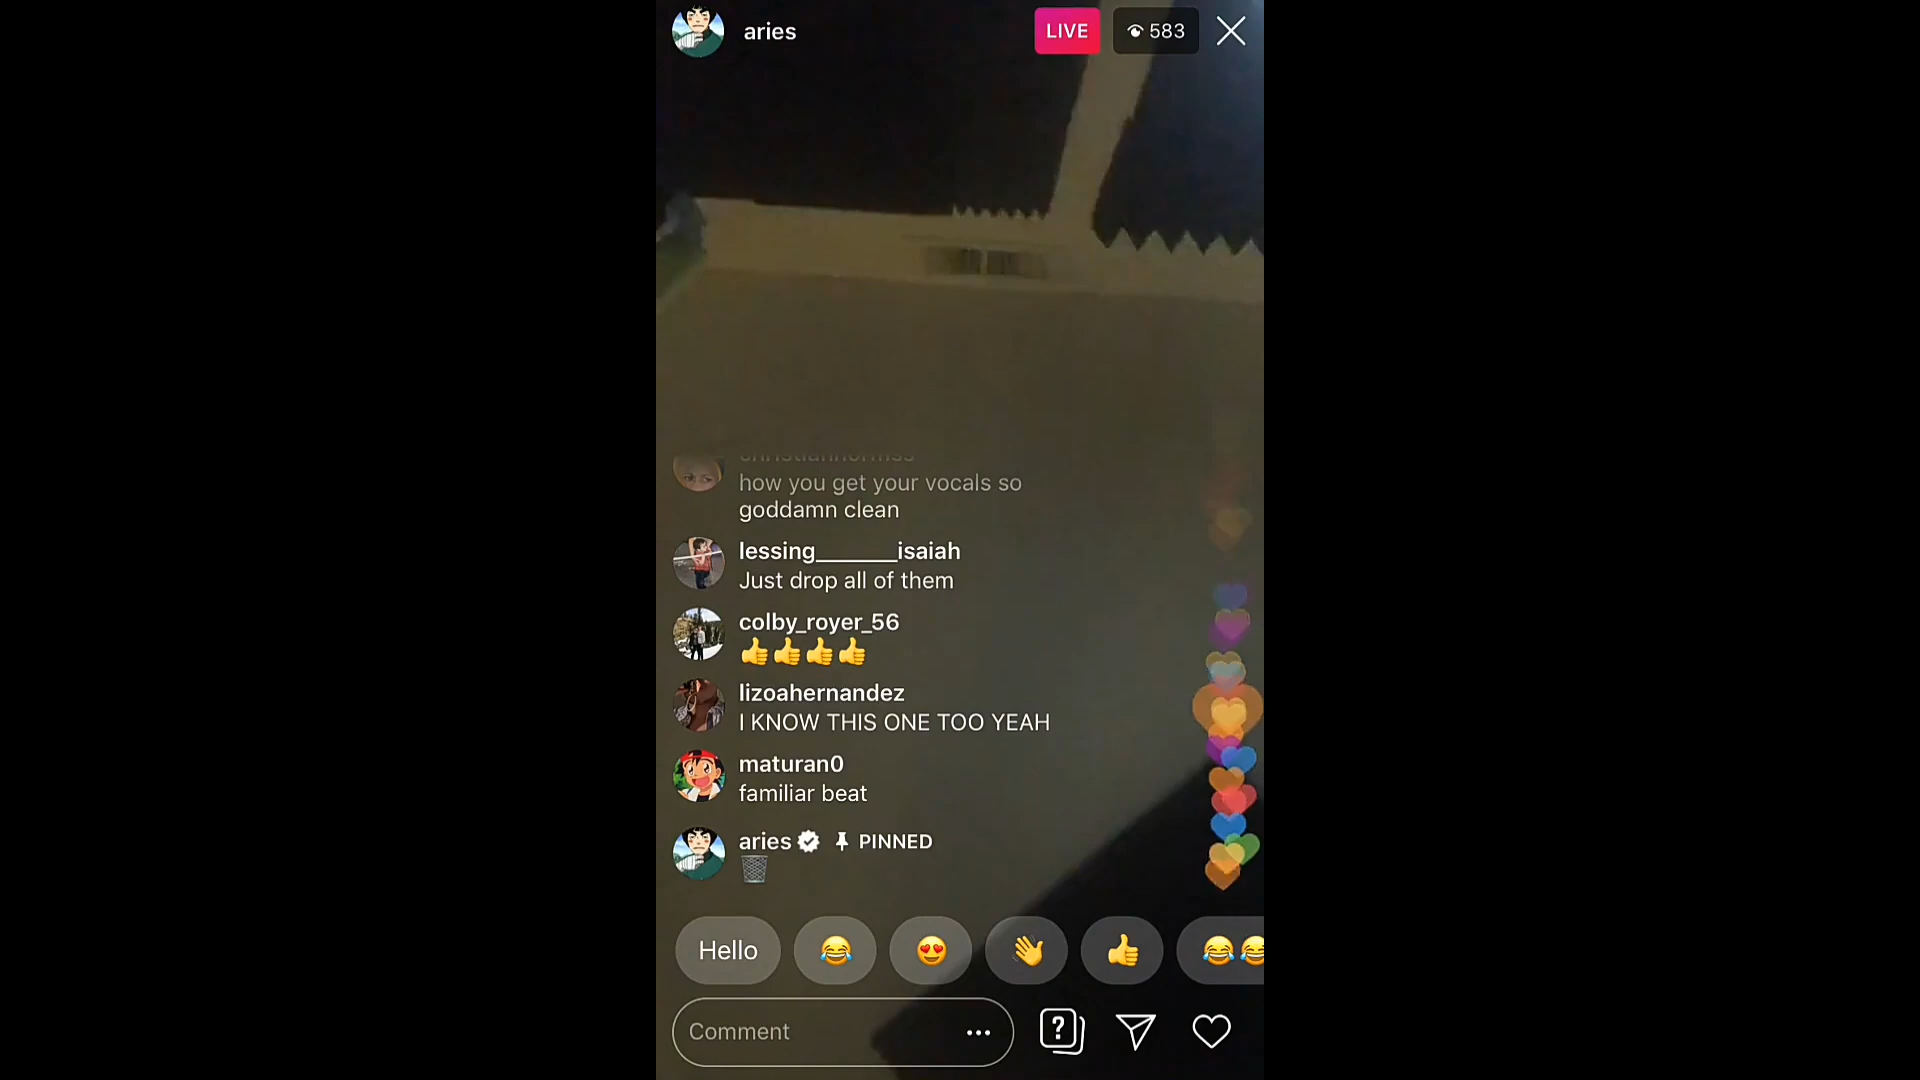 aries
LIVE
583
how you get your vocals so
goddamn clean
lessing_______isaiah
Just drop all of them
colby_royer_56
👍👍👍👍
lizoahernandez
I KNOW THIS ONE TOO YEAH
maturan0
familiar beat
aries PINNED
🗑️
Hello 😂 😍 👋 👍 😂😂
Comment